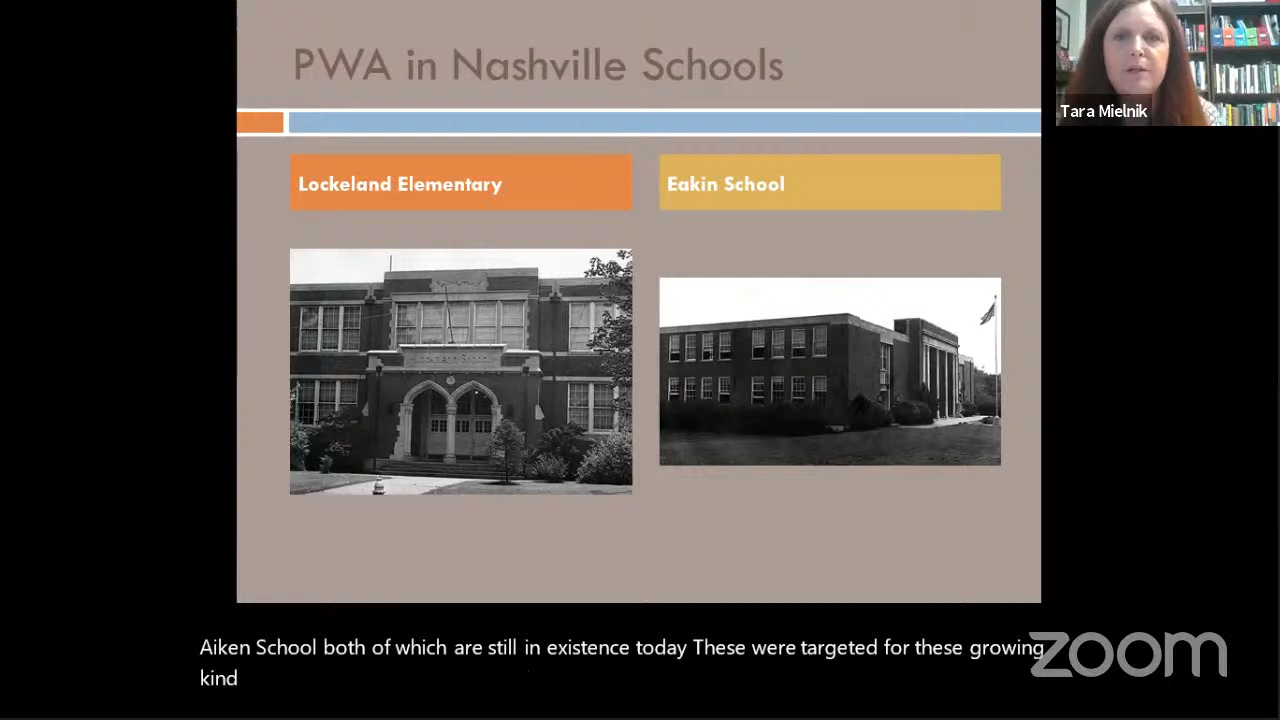 PWA in Nashville Schools
Tara Mielnik
Lockeland Elementary
Eakin School
Aiken School both of which are still in existence today These were targeted for these growing
kind
zoom